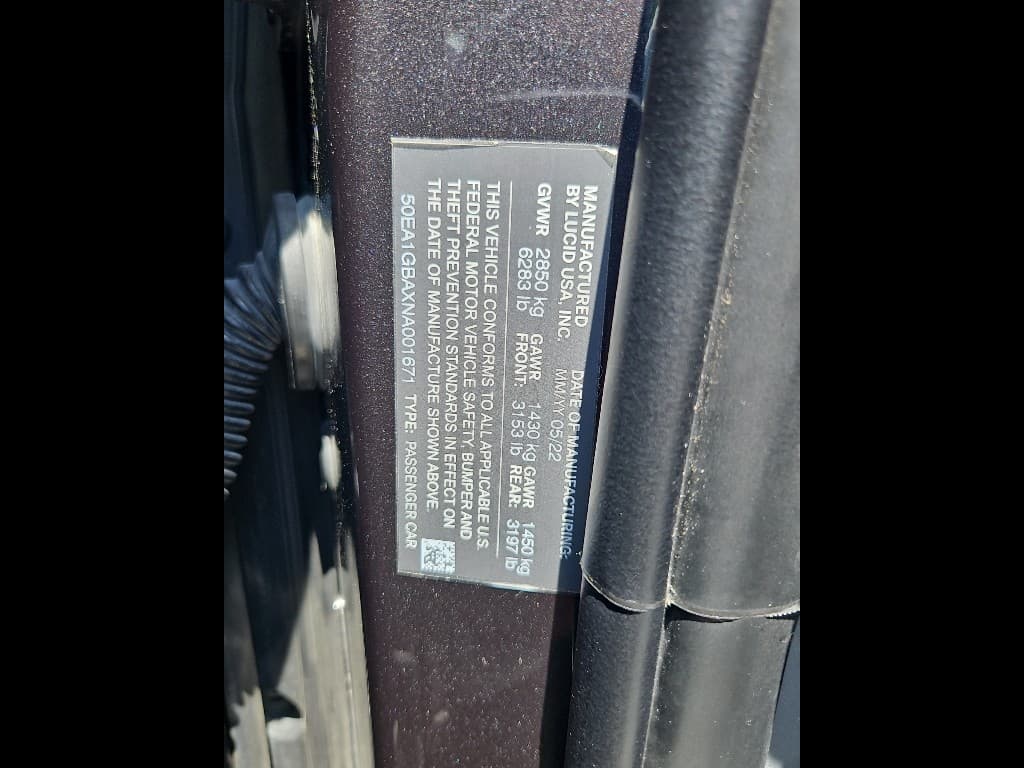 MANUFACTURED
BY LUCID USA, INC.
DATE OF MANUFACTURING:
MM/YY 05/22
GVWR 2850 kg
6283 lb
GAWR FRONT: 1430 kg
3153 lb
GAWR REAR: 1450 kg
3197 lb
THIS VEHICLE CONFORMS TO ALL APPLICABLE U.S.
FEDERAL MOTOR VEHICLE SAFETY, BUMPER AND
THEFT PREVENTION STANDARDS IN EFFECT ON
THE DATE OF MANUFACTURE SHOWN ABOVE.
50EA1GBAXNA001671 TYPE: PASSENGER CAR